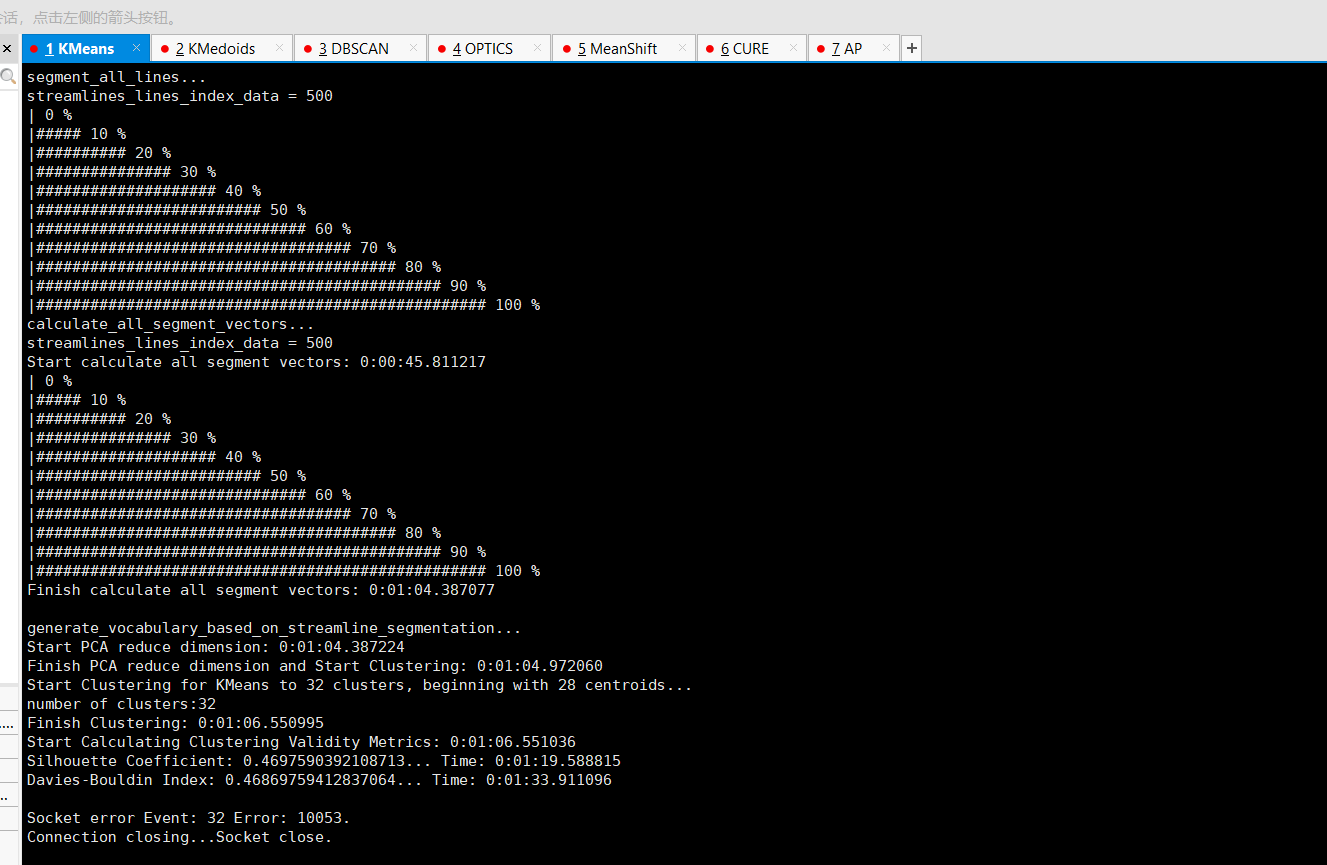 话，点击左侧的箭头按钮。
1 KMeans
2 KMedoids
3 DBSCAN
4 OPTICS
5 MeanShift
6 CURE
7 AP
segment_all_lines...
streamlines_lines_index_data = 500
| 0 %
|##### 10 %
|########## 20 %
|############### 30 %
|#################### 40 %
|######################### 50 %
|############################## 60 %
|################################### 70 %
|######################################## 80 %
|############################################# 90 %
|################################################## 100 %
calculate_all_segment_vectors...
streamlines_lines_index_data = 500
Start calculate all segment vectors: 0:00:45.811217
| 0 %
|##### 10 %
|########## 20 %
|############### 30 %
|#################### 40 %
|######################### 50 %
|############################## 60 %
|################################### 70 %
|######################################## 80 %
|############################################# 90 %
|################################################## 100 %
Finish calculate all segment vectors: 0:01:04.387077
generate_vocabulary_based_on_streamline_segmentation...
Start PCA reduce dimension: 0:01:04.387224
Finish PCA reduce dimension and Start Clustering: 0:01:04.972060
Start Clustering for KMeans to 32 clusters, beginning with 28 centroids...
number of clusters:32
Finish Clustering: 0:01:06.550995
Start Calculating Clustering Validity Metrics: 0:01:06.551036
Silhouette Coefficient: 0.4697590392108713... Time: 0:01:19.588815
Davies-Bouldin Index: 0.46869759412837064... Time: 0:01:33.911096
Socket error Event: 32 Error: 10053.
Connection closing...Socket close.